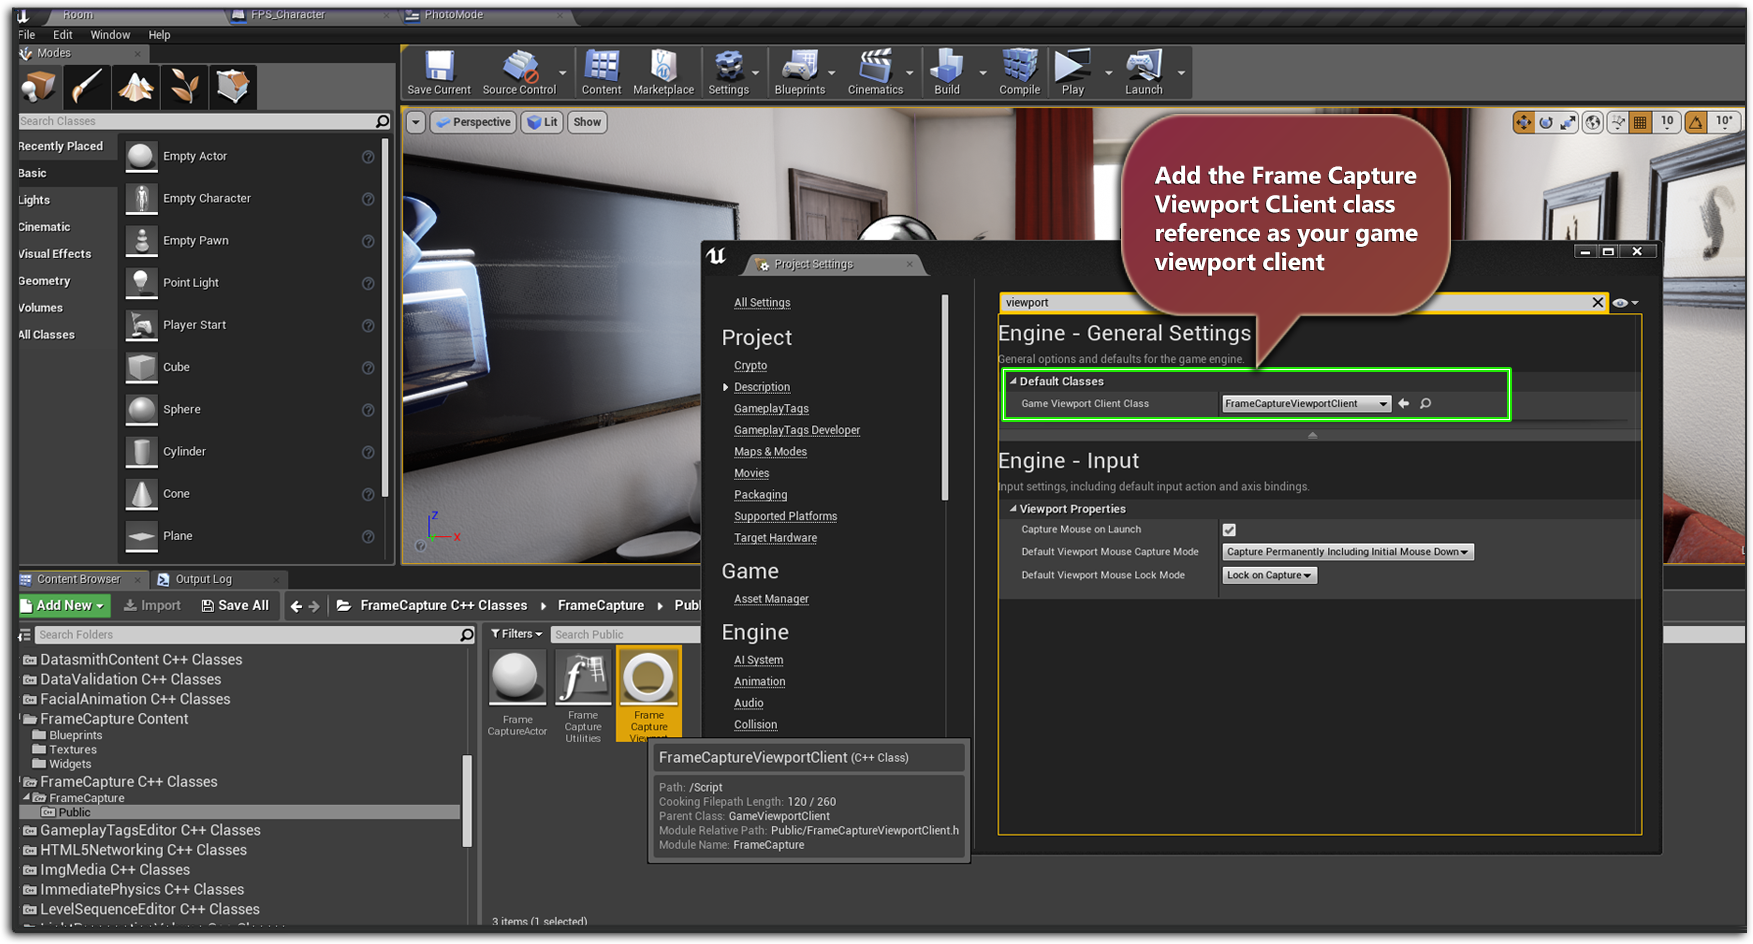 Room
FPS_Character
PhotoMode
File Edit Window Help
Modes
Save Current
Source Control
Content
Marketplace
Settings
Blueprints
Cinematics
Build
Compile
Play
Launch
Search Classes
Perspective
Lit
Show
10
10°
Recently Placed
Basic
Lights
Cinematic
Visual Effects
Geometry
Volumes
All Classes
Empty Actor
Empty Character
Empty Pawn
Point Light
Player Start
Cube
Sphere
Cylinder
Cone
Plane
Z
X
Add the Frame Capture
Viewport CLient class
reference as your game
viewport client
Project Settings
All Settings
Project
Crypto
Description
GameplayTags
GameplayTags Developer
Maps & Modes
Movies
Packaging
Supported Platforms
Target Hardware
Game
Asset Manager
Engine
AI System
Animation
Audio
Collision
viewport
Engine - General Settings
General options and defaults for the game engine.
Default Classes
Game Viewport Client Class
FrameCaptureViewportClient
Engine - Input
Input settings, including default input action and axis bindings.
Viewport Properties
Capture Mouse on Launch
Default Viewport Mouse Capture Mode
Capture Permanently Including Initial Mouse Down
Default Viewport Mouse Lock Mode
Lock on Capture
Content Browser
Output Log
Add New
Import
Save All
FrameCapture C++ Classes
FrameCapture
Publ
Search Folders
Filters
Search Public
DatasmithContent C++ Classes
DataValidation C++ Classes
FacialAnimation C++ Classes
FrameCapture Content
Blueprints
Textures
Widgets
FrameCapture C++ Classes
FrameCapture
Public
GameplayTagsEditor C++ Classes
HTML5Networking C++ Classes
ImgMedia C++ Classes
ImmediatePhysics C++ Classes
LevelSequenceEditor C++ Classes
Frame
CaptureActor
Frame
Capture
Utilities
Frame
Capture
Viewport
FrameCaptureViewportClient (C++ Class)
Path: /Script
Cooking Filepath Length: 120 / 260
Parent Class: GameViewportClient
Module Relative Path: Public/FrameCaptureViewportClient.h
Module Name: FrameCapture
3 items (1 selected)